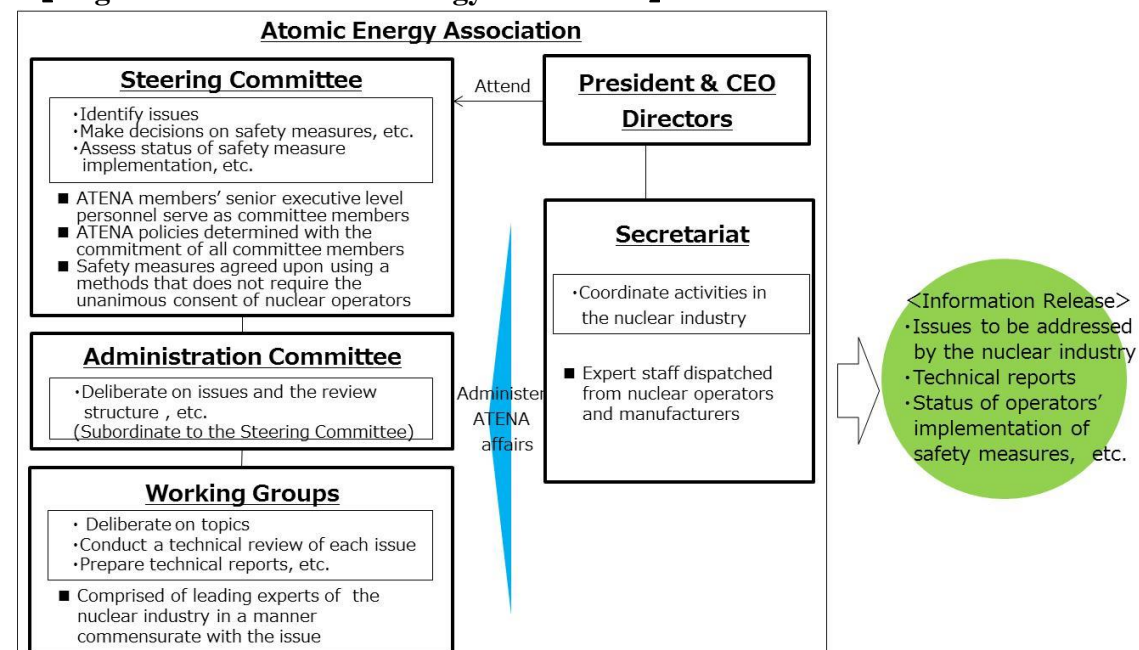 Atomic Energy Association
Steering Committee
・Identify issues
・Make decisions on safety measures, etc.
・Assess status of safety measure
implementation, etc.
■ ATENA members' senior executive level
personnel serve as committee members
■ ATENA policies determined with the
commitment of all committee members
■ Safety measures agreed upon using a
methods that does not require the
unanimous consent of nuclear operators
Attend
President & CEO
Directors
Administration Committee
・Deliberate on issues and the review
structure , etc.
(Subordinate to the Steering Committee)
Working Groups
・ Deliberate on topics
・Conduct a technical review of each issue
・Prepare technical reports, etc.
■ Comprised of leading experts of the
nuclear industry in a manner
commensurate with the issue
Administer
ATENA
affairs
Secretariat
・Coordinate activities in
the nuclear industry
■ Expert staff dispatched
from nuclear operators
and manufacturers
<Information Release>
・Issues to be addressed
by the nuclear industry
・Technical reports
・Status of operators'
implementation of
safety measures, etc.